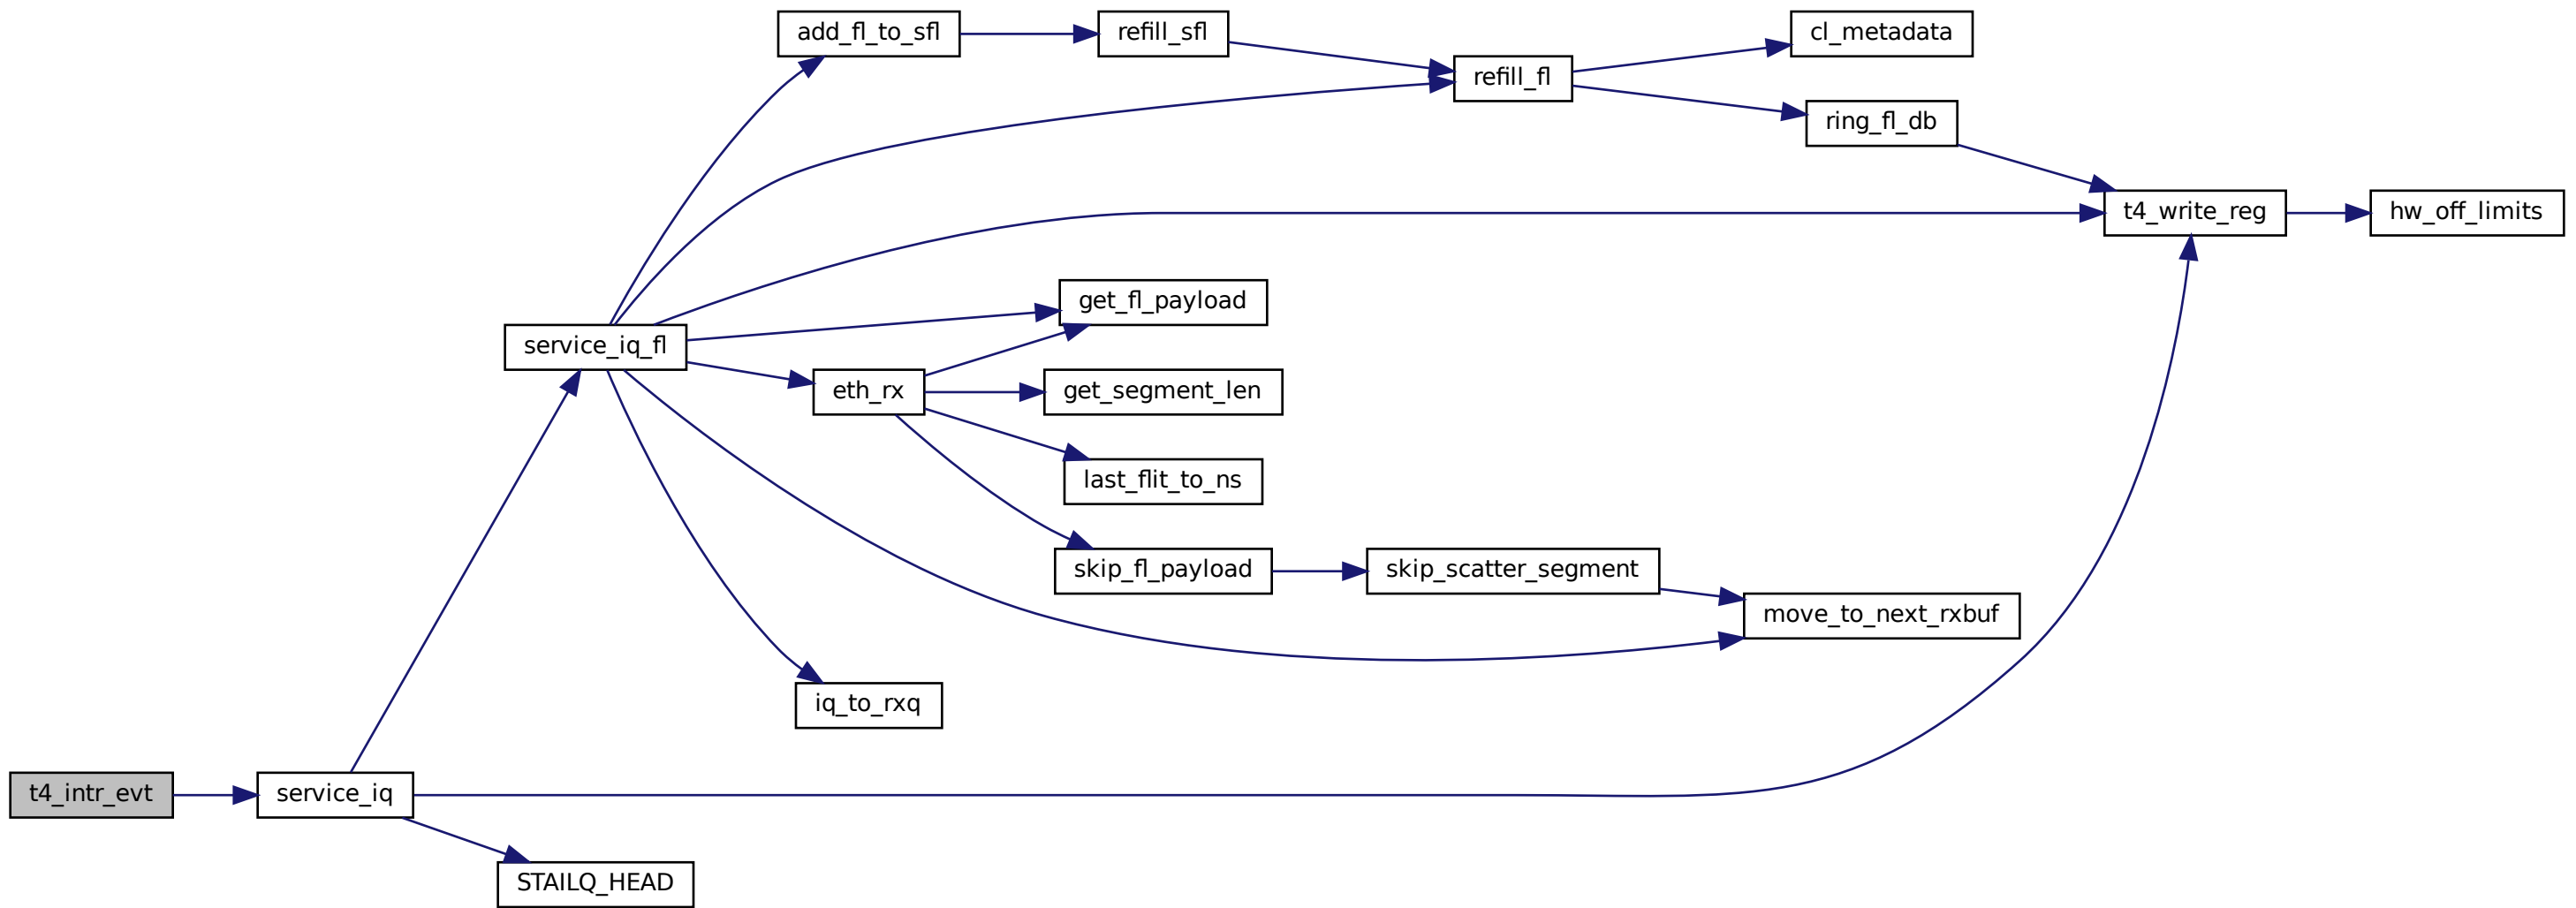 add_fl_to_sfl
refill_sfl
cl_metadata
refill_fl
ring_fl_db
t4_write_reg
hw_off_limits
get_fl_payload
service_iq_fl
eth_rx
get_segment_len
last_flit_to_ns
skip_fl_payload
skip_scatter_segment
move_to_next_rxbuf
iq_to_rxq
t4_intr_evt
service_iq
STAILQ_HEAD